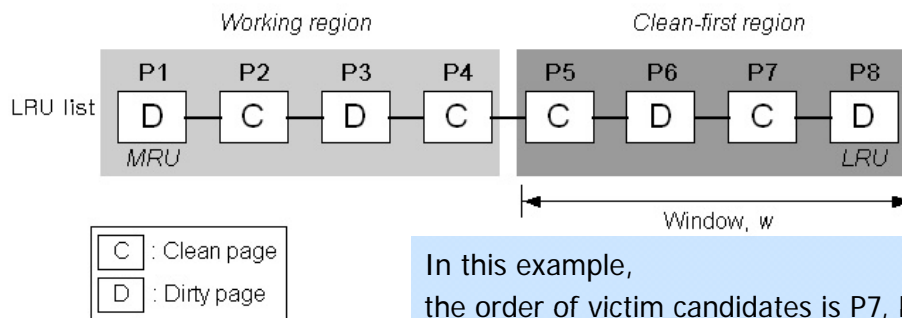 Working region Clean-first region
P1 P2 P3 P4 P5 P6 P7 P8
LRU list D C D C C D C D
MRU LRU
Window, w
C : Clean page
D : Dirty page
In this example,
the order of victim candidates is P7,